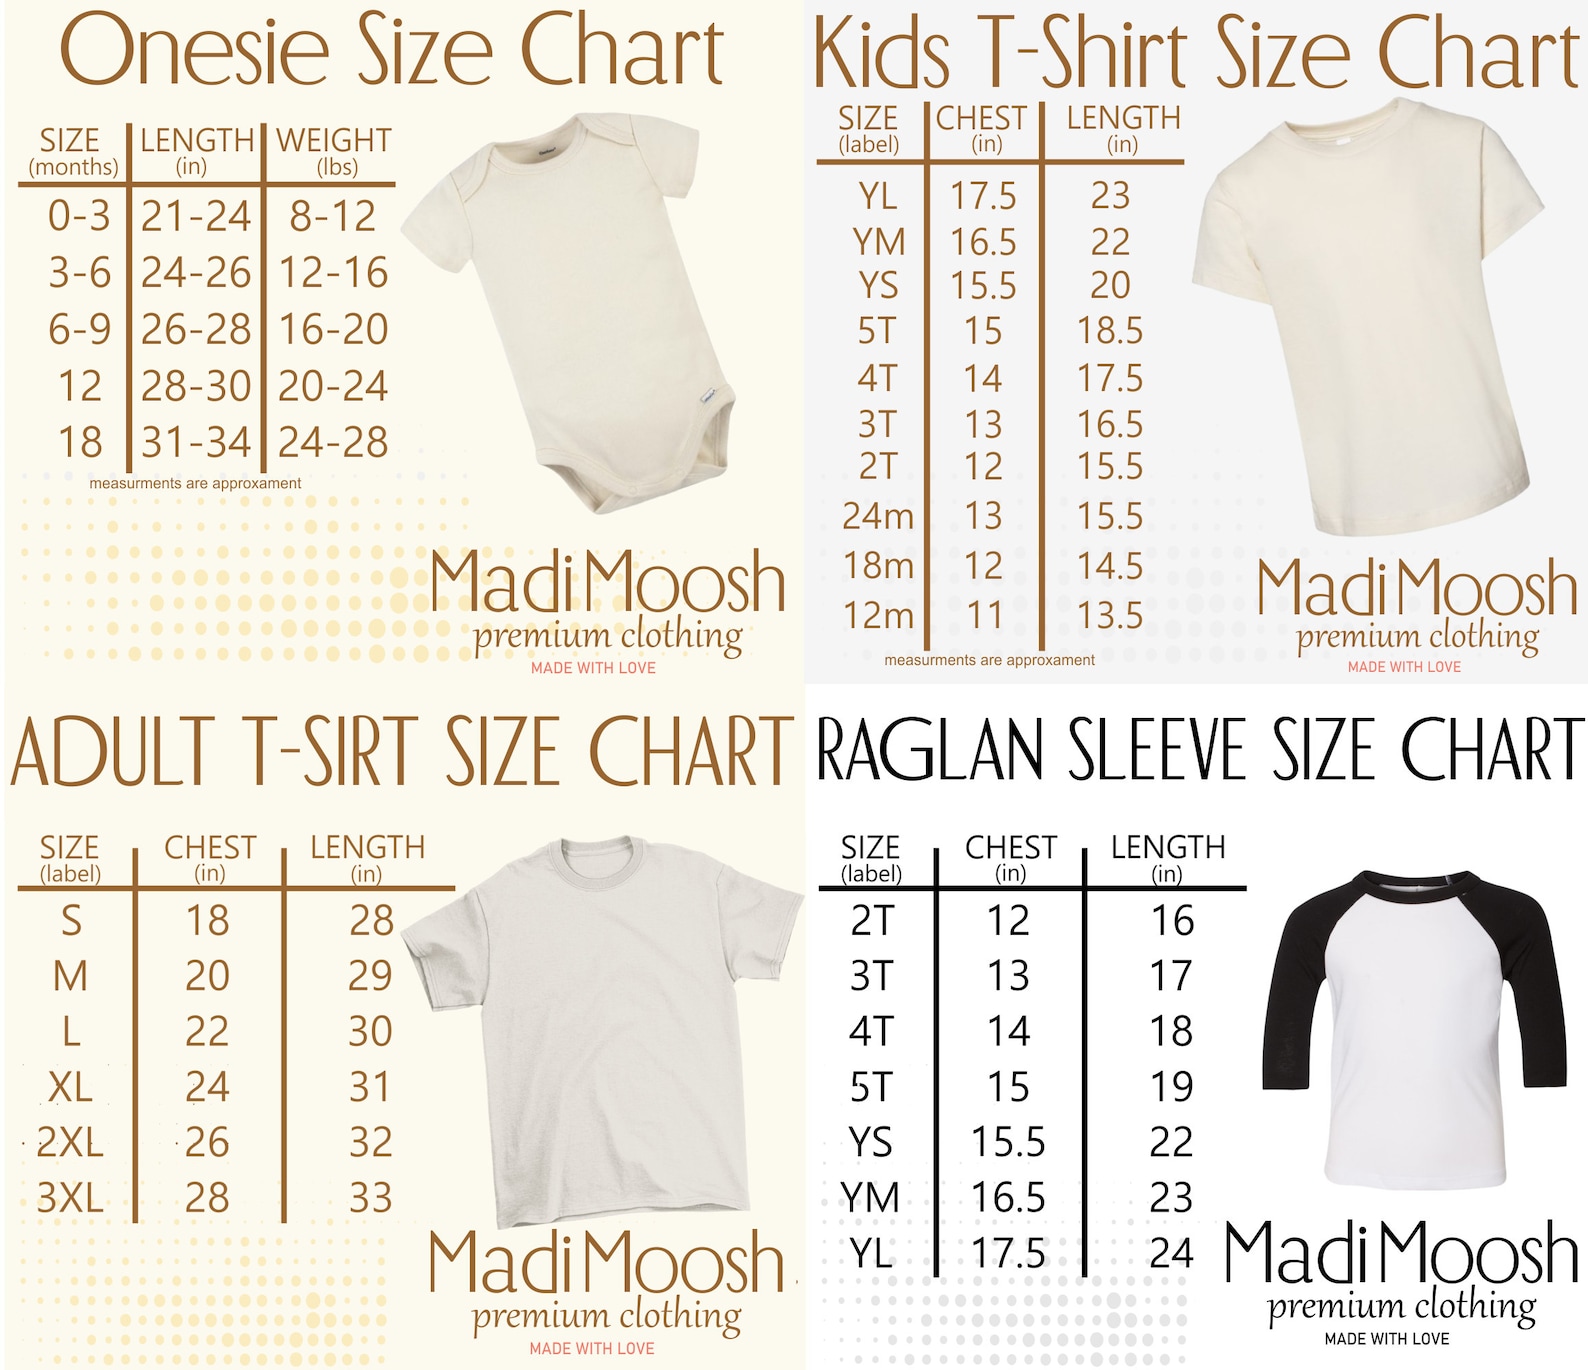 Onesie Size Chart
SIZE LENGTH WEIGHT
(months) (in) (lbs)
0-3 21-24 8-12
3-6 24-26 12-16
6-9 26-28 16-20
12 28-30 20-24
18 31-34 24-28
measurments are approxament
MadiMoosh
premium clothing
MADE WITH LOVE
Kids T-Shirt Size Chart
SIZE CHEST LENGTH
(label) (in) (in)
YL 17.5 23
YM 16.5 22
YS 15.5 20
5T 15 18.5
4T 14 17.5
3T 13 16.5
2T 12 15.5
24m 13 15.5
18m 12 14.5
12m 11 13.5
measurments are approxament
MadiMoosh
premium clothing
MADE WITH LOVE
ADULT T-SIRT SIZE CHART
SIZE CHEST LENGTH
(label) (in) (in)
S 18 28
M 20 29
L 22 30
XL 24 31
2XL 26 32
3XL 28 33
MadiMoosh
premium clothing
MADE WITH LOVE
RAGLAN SLEEVE SIZE CHART
SIZE CHEST LENGTH
(label) (in) (in)
2T 12 16
3T 13 17
4T 14 18
5T 15 19
YS 15.5 22
YM 16.5 23
YL 17.5 24
MadiMoosh
premium clothing
MADE WITH LOVE